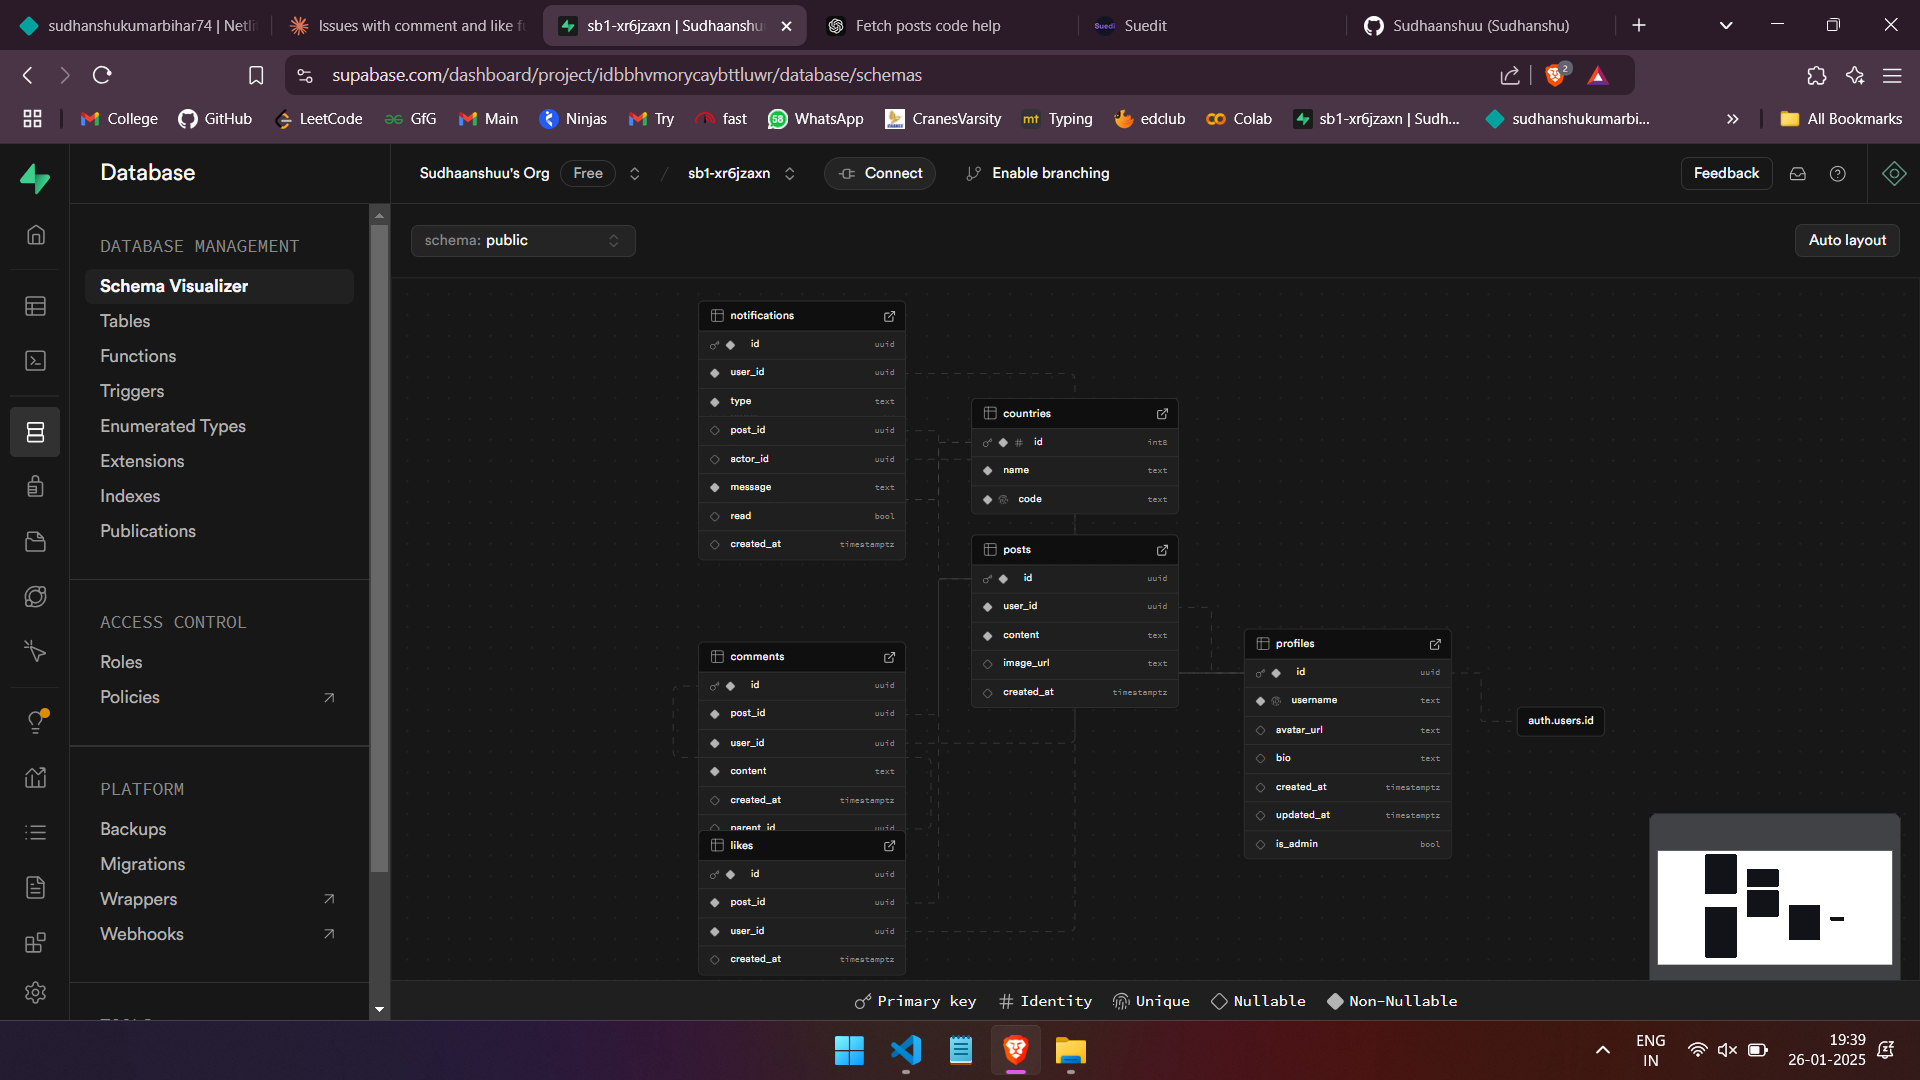 sudhanshukumarbihar74 | Netli
Issues with comment and like f
sb1-xr6jzaxn | Sudhaanshu
Fetch posts code help
Suedi
Suedit
Sudhaanshuu (Sudhanshu)
supabase.com/dashboard/project/idbbhvmorycaybttluwr/database/schemas
2
College
GitHub
LeetCode
GfG
Main
Ninjas
Try
fast
58
WhatsApp
CranesVarsity
mt
Typing
edclub
Colab
sb1-xr6jzaxn | Sudh...
sudhanshukumarbi...
All Bookmarks
Database
Sudhaanshuu's Org
Free
/
sb1-xr6jzaxn
Connect
Enable branching
Feedback
schema: public
Auto layout
DATABASE MANAGEMENT
Schema Visualizer
Tables
Functions
Triggers
Enumerated Types
Extensions
Indexes
Publications
ACCESS CONTROL
Roles
Policies
PLATFORM
Backups
Migrations
Wrappers
Webhooks
TOOLS
notifications
id uuid
user_id uuid
type text
post_id uuid
actor_id uuid
message text
read bool
created_at timestamptz
countries
id int8
name text
code text
posts
id uuid
user_id uuid
content text
image_url text
created_at timestamptz
comments
id uuid
post_id uuid
user_id uuid
content text
created_at timestamptz
parent_id uuid
likes
id uuid
post_id uuid
user_id uuid
created_at timestamptz
profiles
id uuid
username text
avatar_url text
bio text
created_at timestamptz
updated_at timestamptz
is_admin bool
auth.users.id
Primary key
Identity
Unique
Nullable
Non-Nullable
ENG
IN
19:39
26-01-2025